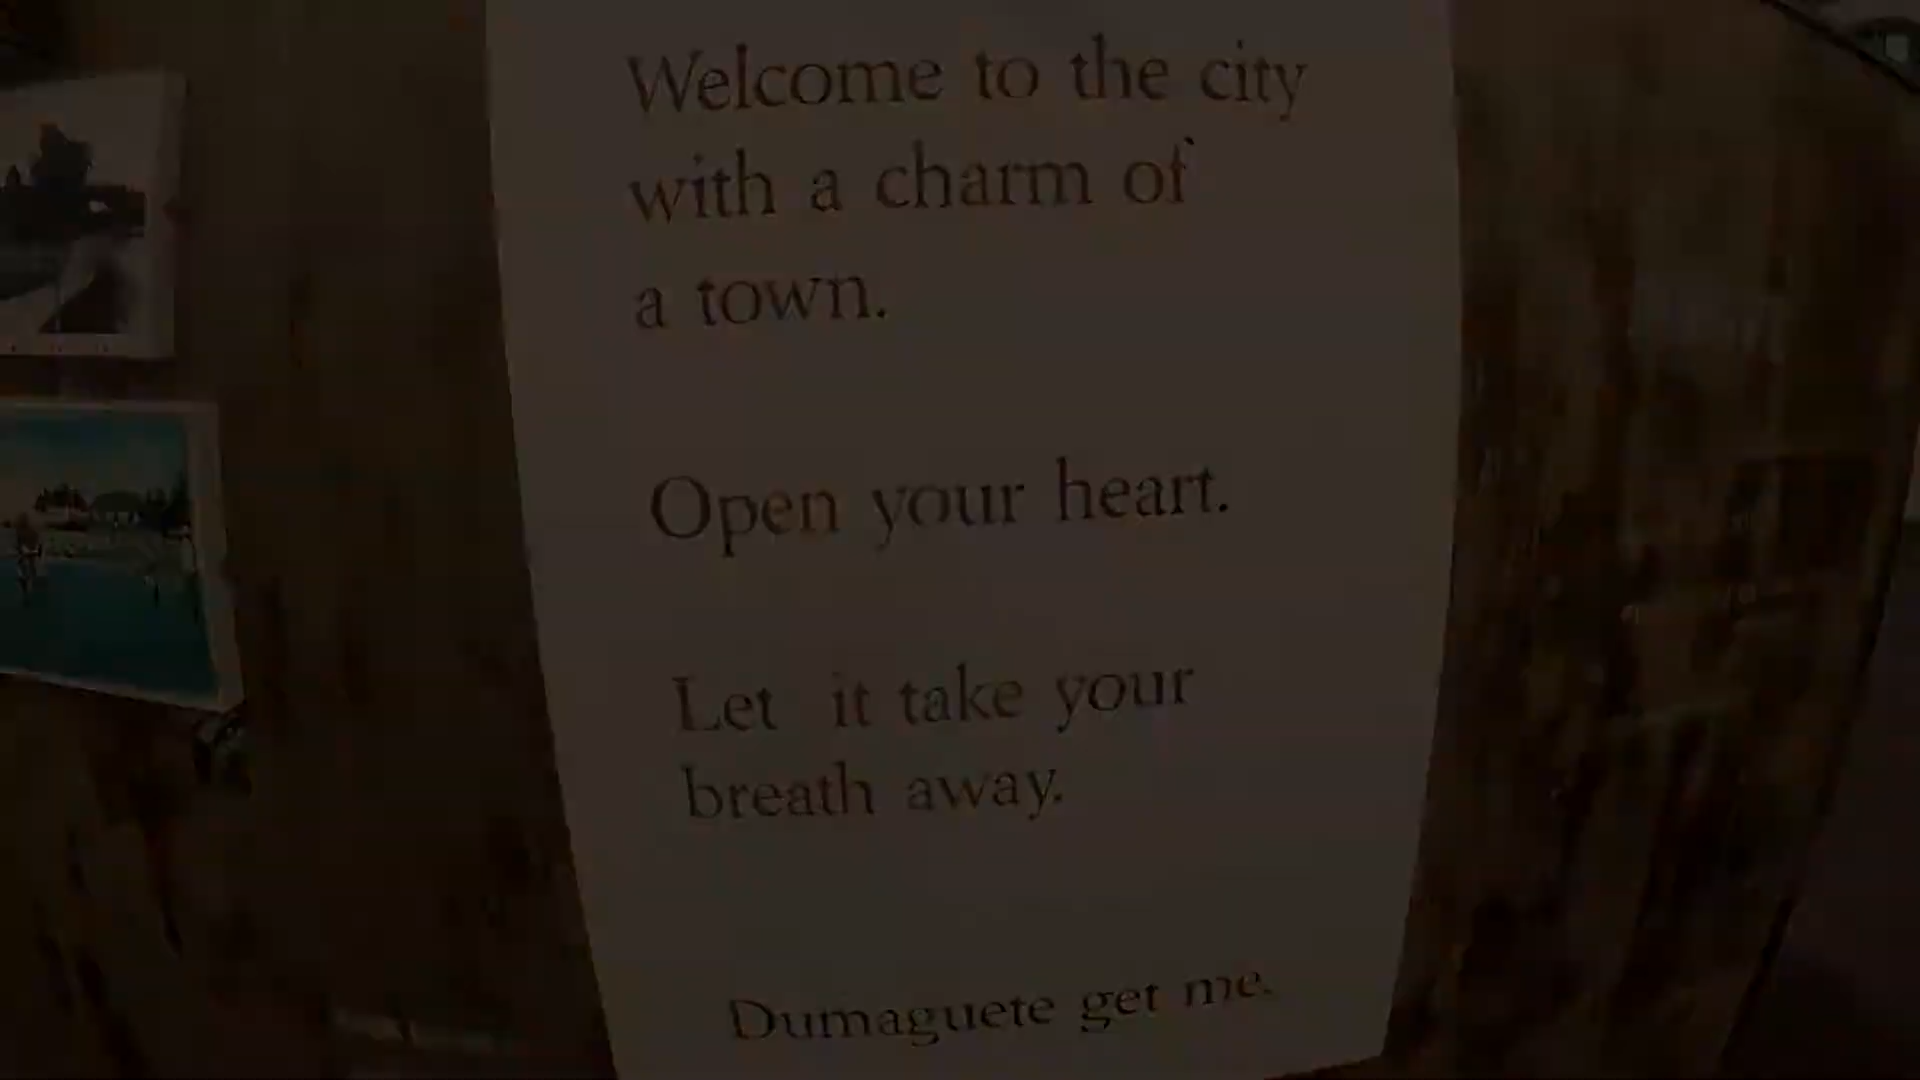 Welcome to the city
with a charm of
a town.
Open your heart.
Let it take your
breath away.
Dumaguete get me.